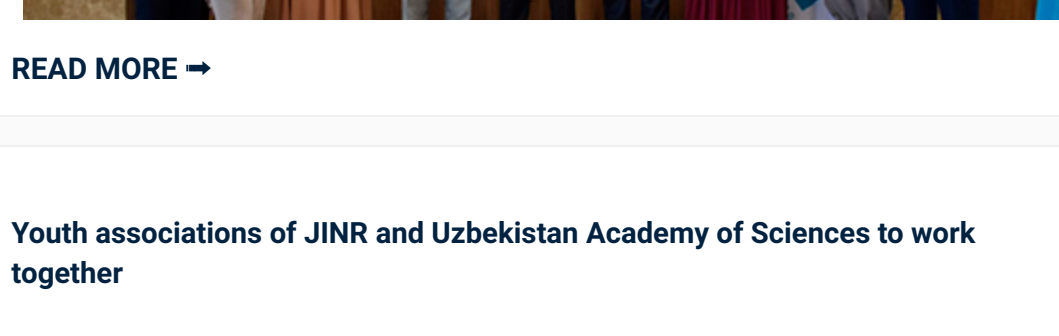 READ MORE ➡
Youth associations of JINR and Uzbekistan Academy of Sciences to work
together